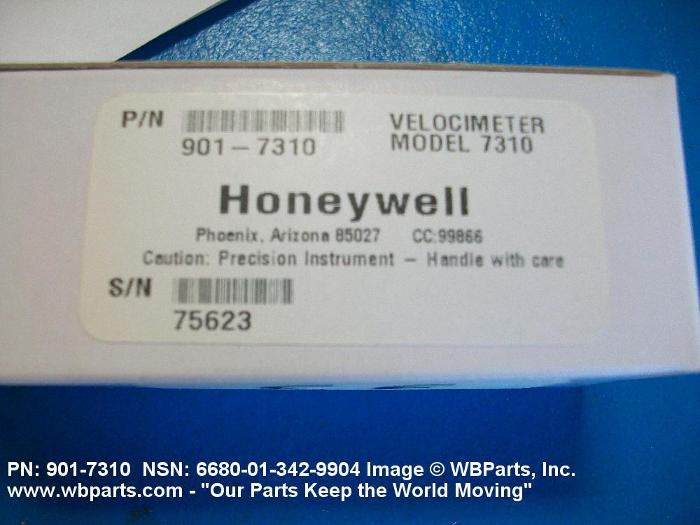 P/N VELOCIMETER
901-7310 MODEL 7310
Honeywell
Phoenix, Arizona 85027 CC:99866
Caution: Precision Instrument – Handle with care
S/N
75623
PN: 901-7310 NSN: 6680-01-342-9904 Image © WBParts, Inc.
www.wbparts.com - "Our Parts Keep the World Moving"